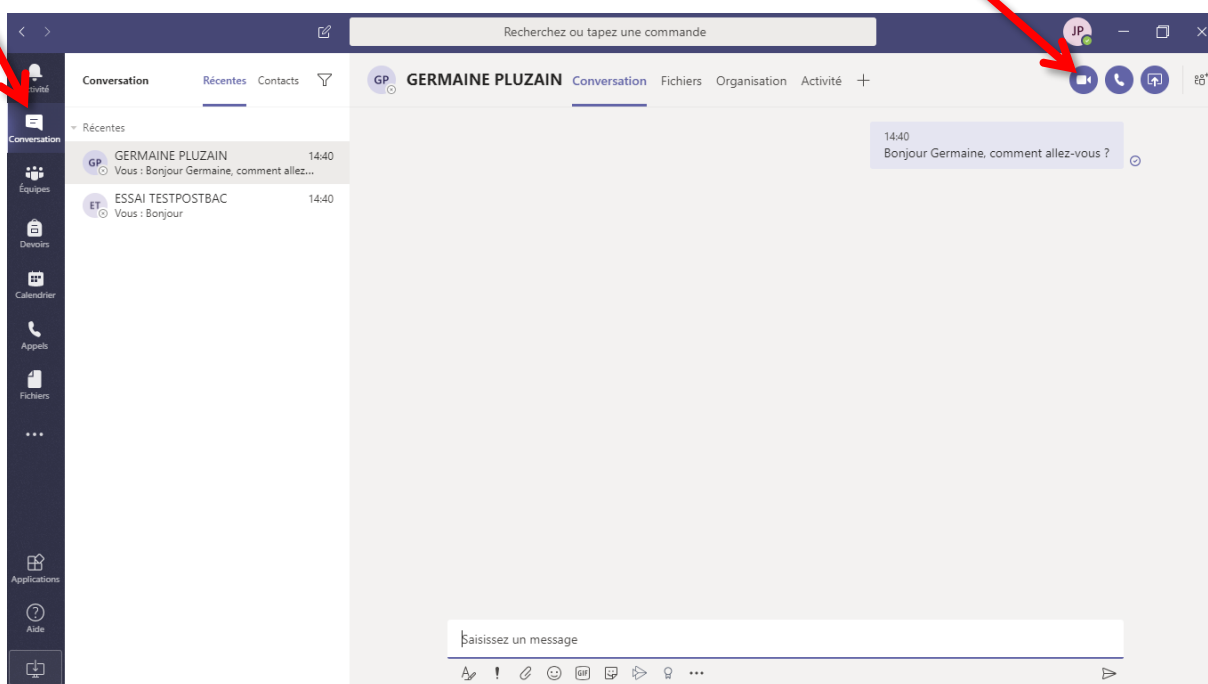 Recherchez ou tapez une commande
JP
Activité
Conversation
Équipes
Devoirs
Calendrier
Appels
Fichiers
Applications
Aide
Conversation Récentes Contacts
Récentes
GP GERMAINE PLUZAIN 14:40
Vous : Bonjour Germaine, comment allez...
ET ESSAI TESTPOSTBAC 14:40
Vous : Bonjour
GP GERMAINE PLUZAIN Conversation Fichiers Organisation Activité
14:40
Bonjour Germaine, comment allez-vous ?
Saisissez un message
GIF